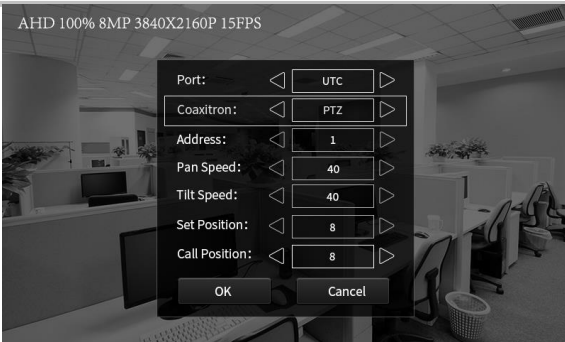 AHD 100% 8MP 3840X2160P 15FPS
Port: UTC
Coaxitron: PTZ
Address: 1
Pan Speed: 40
Tilt Speed: 40
Set Position: 8
Call Position: 8
OK Cancel